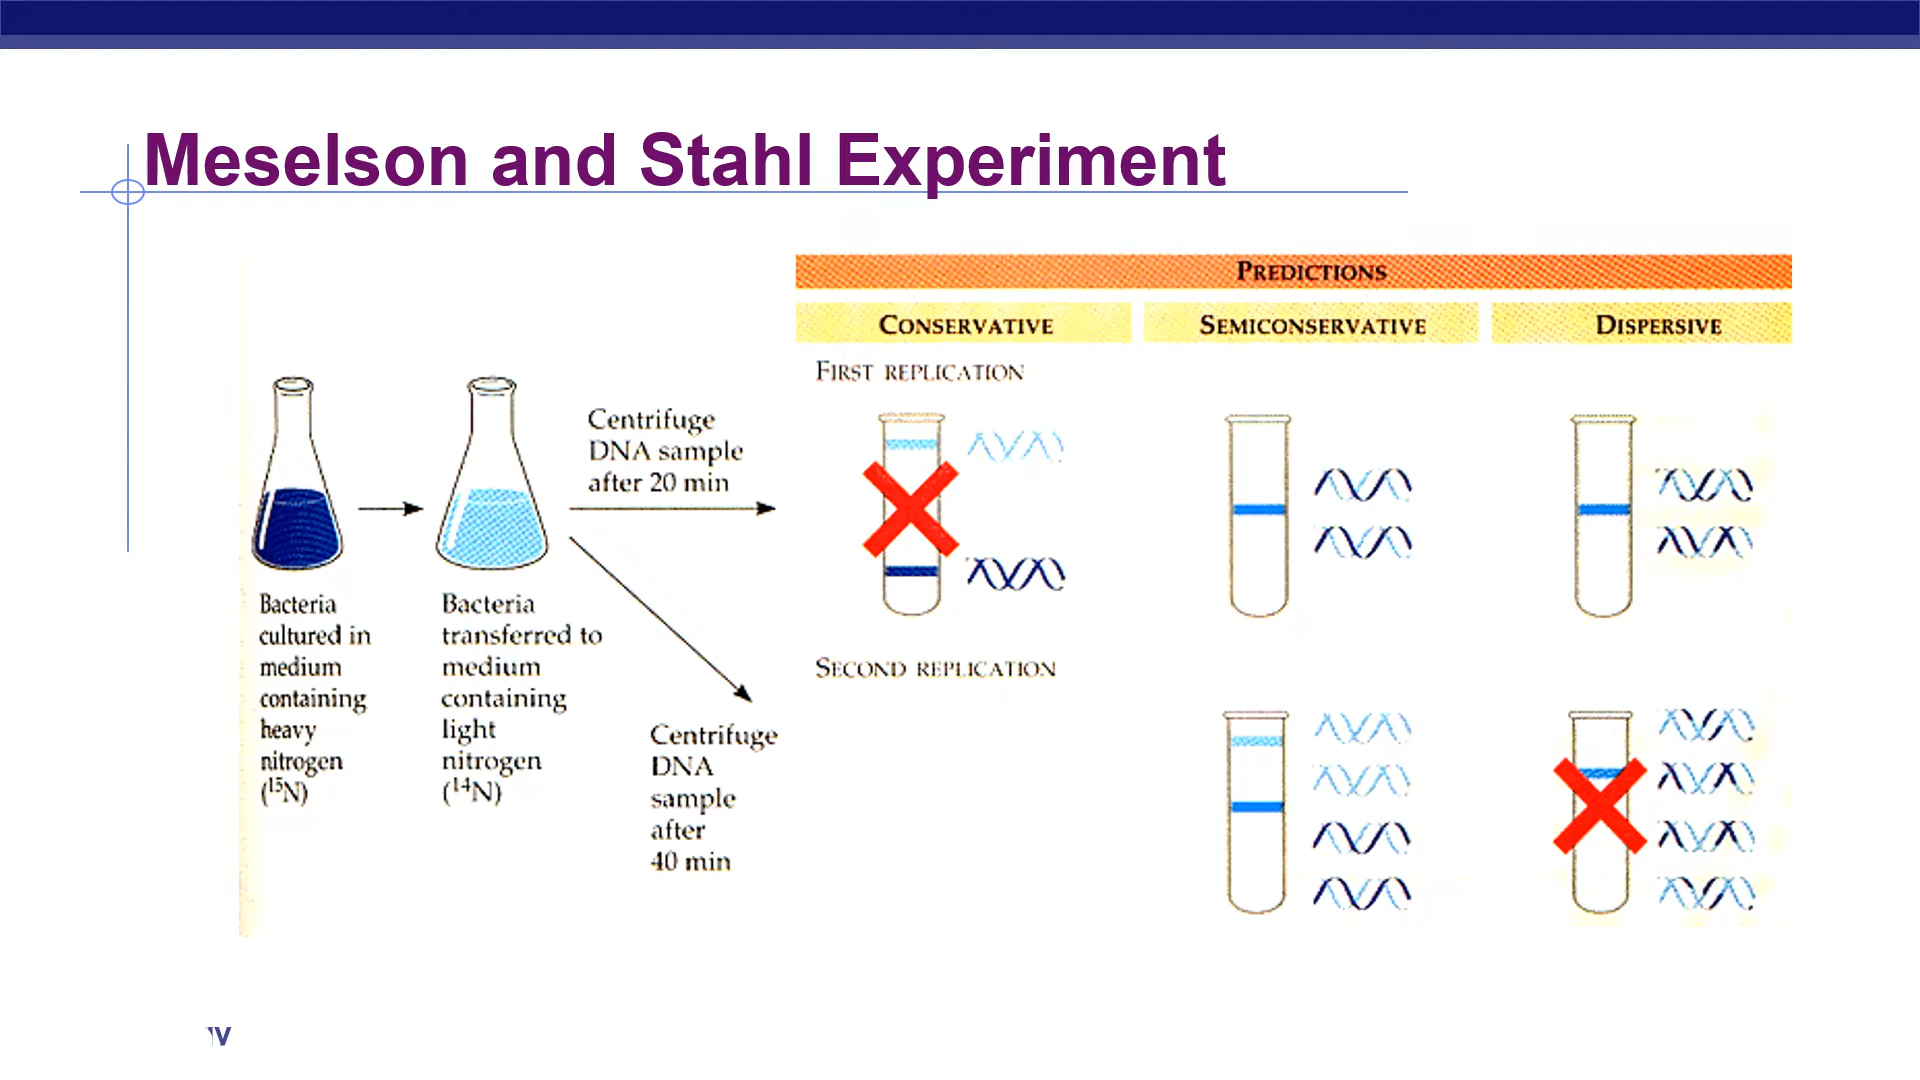 Meselson and Stahl Experiment
PREDICTIONS
CONSERVATIVE
SEMICONSERVATIVE
DISPERSIVE
FIRST REPLICATION
Centrifuge
DNA sample
after 20 min
Bacteria
cultured in
medium
containing
heavy
nitrogen
(¹⁵N)
Bacteria
transferred to
medium
containing
light
nitrogen
(¹⁴N)
SECOND REPLICATION
Centrifuge
DNA
sample
after
40 min